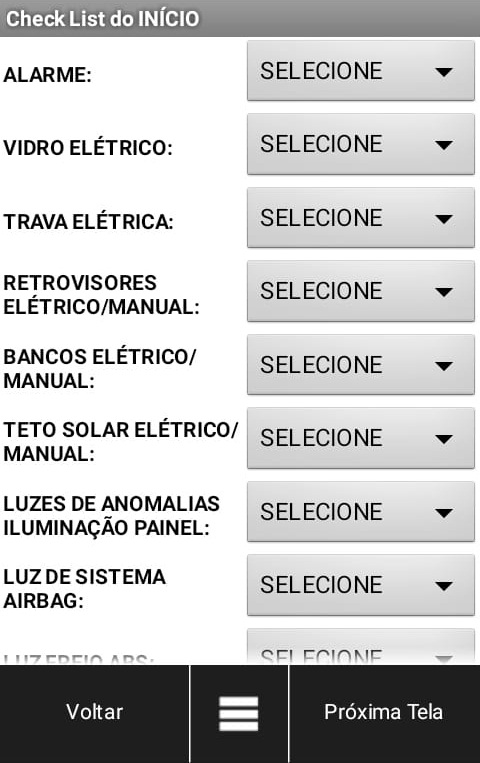 Check List do INÍCIO
ALARME: SELECIONE
VIDRO ELÉTRICO: SELECIONE
TRAVA ELÉTRICA: SELECIONE
RETROVISORES
ELÉTRICO/MANUAL: SELECIONE
BANCOS ELÉTRICO/
MANUAL: SELECIONE
TETO SOLAR ELÉTRICO/
MANUAL: SELECIONE
LUZES DE ANOMALIAS
ILUMINAÇÃO PAINEL: SELECIONE
LUZ DE SISTEMA
AIRBAG: SELECIONE
LUZ FREIO ABS: SELECIONE
Voltar Próxima Tela